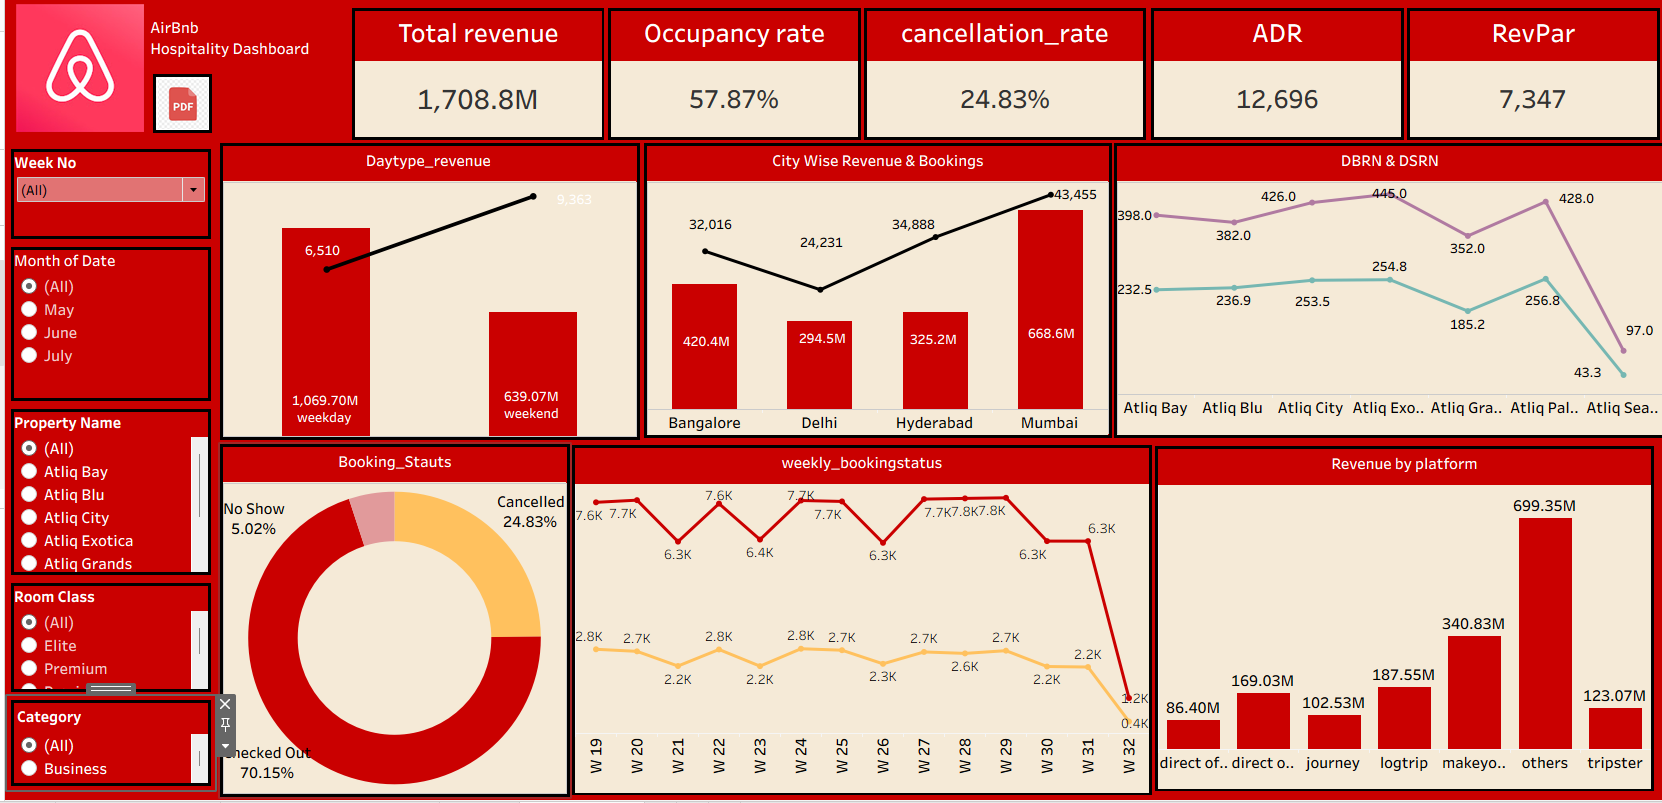 AirBnb
Hospitality Dashboard
PDF
Total revenue
1,708.8M
Occupancy rate
57.87%
cancellation_rate
24.83%
ADR
12,696
RevPar
7,347
Week No
(All)
Month of Date
(All)
May
June
July
Property Name
(All)
Atliq Bay
Atliq Blu
Atliq City
Atliq Exotica
Atliq Grands
Room Class
(All)
Elite
Premium
Category
(All)
Business
Daytype_revenue
9,363
6,510
1,069.70M
weekday
639.07M
weekend
City Wise Revenue & Bookings
43,455
32,016
24,231
34,888
420.4M
294.5M
325.2M
668.6M
Bangalore Delhi Hyderabad Mumbai
DBRN & DSRN
398.0
382.0
426.0
445.0
352.0
428.0
97.0
232.5
236.9
253.5
254.8
185.2
256.8
43.3
Atliq Bay Atliq Blu Atliq City Atliq Exo.. Atliq Gra.. Atliq Pal.. Atliq Sea..
Booking_Stauts
No Show
5.02%
Cancelled
24.83%
hecked Out
70.15%
weekly_bookingstatus
7.6K 7.7K 6.3K 7.6K 6.4K 7.7K 7.7K 6.3K 7.7K 7.8K 7.8K 6.3K 6.3K 1.2K
2.8K 2.7K 2.2K 2.8K 2.2K 2.8K 2.7K 2.3K 2.7K 2.6K 2.7K 2.2K 2.2K 0.4K
W 19 W 20 W 21 W 22 W 23 W 24 W 25 W 26 W 27 W 28 W 29 W 30 W 31 W 32
Revenue by platform
86.40M
169.03M
102.53M
187.55M
340.83M
699.35M
123.07M
direct of.. direct o.. journey logtrip makeyo.. others tripster